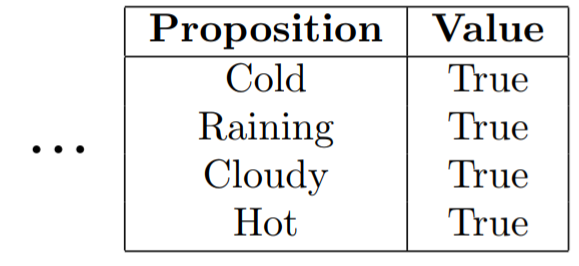 Proposition Value
Cold True
Raining True
... Cloudy True
Hot True